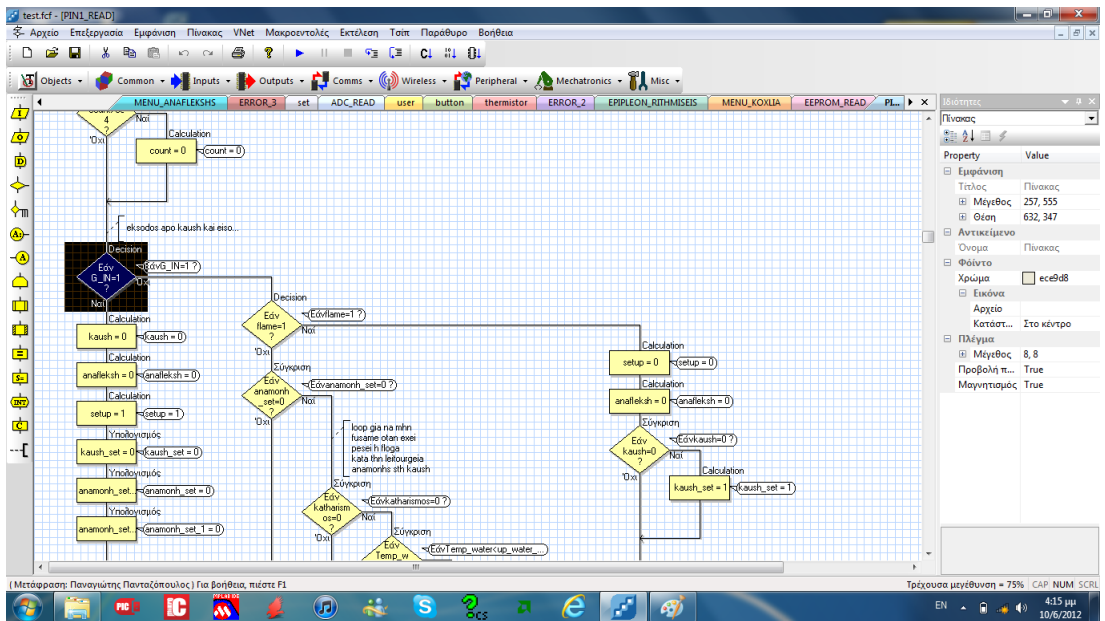 test.fcf - [PIN1_READ]
Αρχείο Επεξεργασία Εμφάνιση Πίνακας VNet Μακροεντολές Εκτέλεση Τσίπ Παράθυρο Βοήθεια
Objects Common Inputs Outputs Comms Wireless Peripheral Mechatronics Misc
MENU_ANAFLEKSHS ERROR_3 set ADC_READ user button thermistor ERROR_2 EPIPLEON_RITHMISEIS MENU_KOXLIA EEPROM_READ PI...
4
?
Ναί
Όχι
Calculation
count = 0
count = 0)
eksodos apo kaush kai eiso...
Decision
Εάν
G_IN=1
?
ΕάνG_IN=1 ?)
Όχι
Ναί
Calculation
kaush = 0
kaush = 0)
Calculation
anafleksh = 0
anafleksh = 0)
Calculation
setup = 1
setup = 1)
Υπολογισμός
kaush_set = 0
kaush_set = 0)
Υπολογισμός
anamonh_set...
anamonh_set = 0)
Υπολογισμός
anamonh_set...
anamonh_set_1 = 0)
Decision
Εάν
flame=1
?
Εάνflame=1 ?)
Ναί
Όχι
Σύγκριση
Εάν
anamonh
_set=0
?
Εάνanamonh_set=0 ?)
Ναί
Όχι
loop gia na mhn
fusame otan exei
pesei h floga
kata thn leitourgeia
anamonhs sth kaush
Σύγκριση
Εάν
katharism
os=0
?
Εάνkatharismos=0 ?)
Ναί
Όχι
Σύγκριση
Εάν
Temp_w
ΕάνTemp_water<up_water_...)
Calculation
setup = 0
setup = 0)
Calculation
anafleksh = 0
anafleksh = 0)
Σύγκριση
Εάν
kaush=0
?
Εάνkaush=0 ?)
Ναί
Όχι
Calculation
kaush_set = 1
kaush_set = 1)
Ιδιότητες
Πίνακας
Property Value
Εμφάνιση
Τίτλος Πίνακας
Μέγεθος 257, 555
Θέση 632, 347
Αντικείμενο
Όνομα Πίνακας
Φόίντο
Χρώμα ece9d8
Εικόνα
Αρχείο
Κατάστ... Στο κέντρο
Πλέγμα
Μέγεθος 8, 8
Προβολή π... True
Μαγνητισμός True
(Μετάφραση: Παναγιώτης Πανταζόπουλος) Για βοήθεια, πιέστε F1
Τρέχουσα μεγέθυνση = 75% CAP NUM SCRL
EN
4:15 μμ
10/6/2012